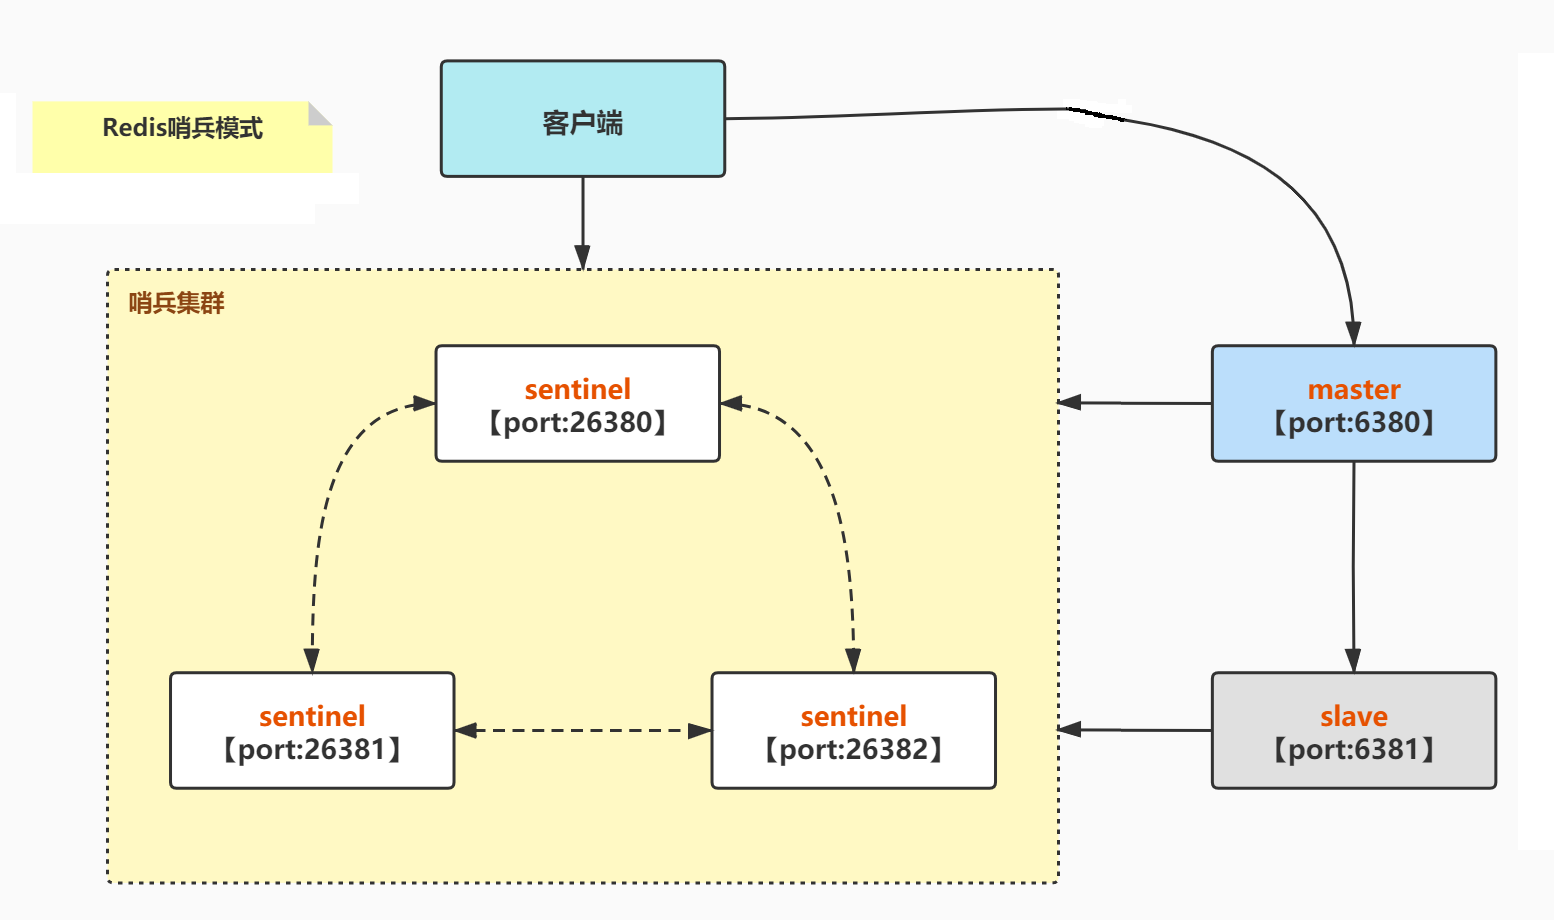 Redis哨兵模式
客户端
哨兵集群
sentinel
【port:26380】
master
【port:6380】
sentinel
【port:26381】
sentinel
【port:26382】
slave
【port:6381】